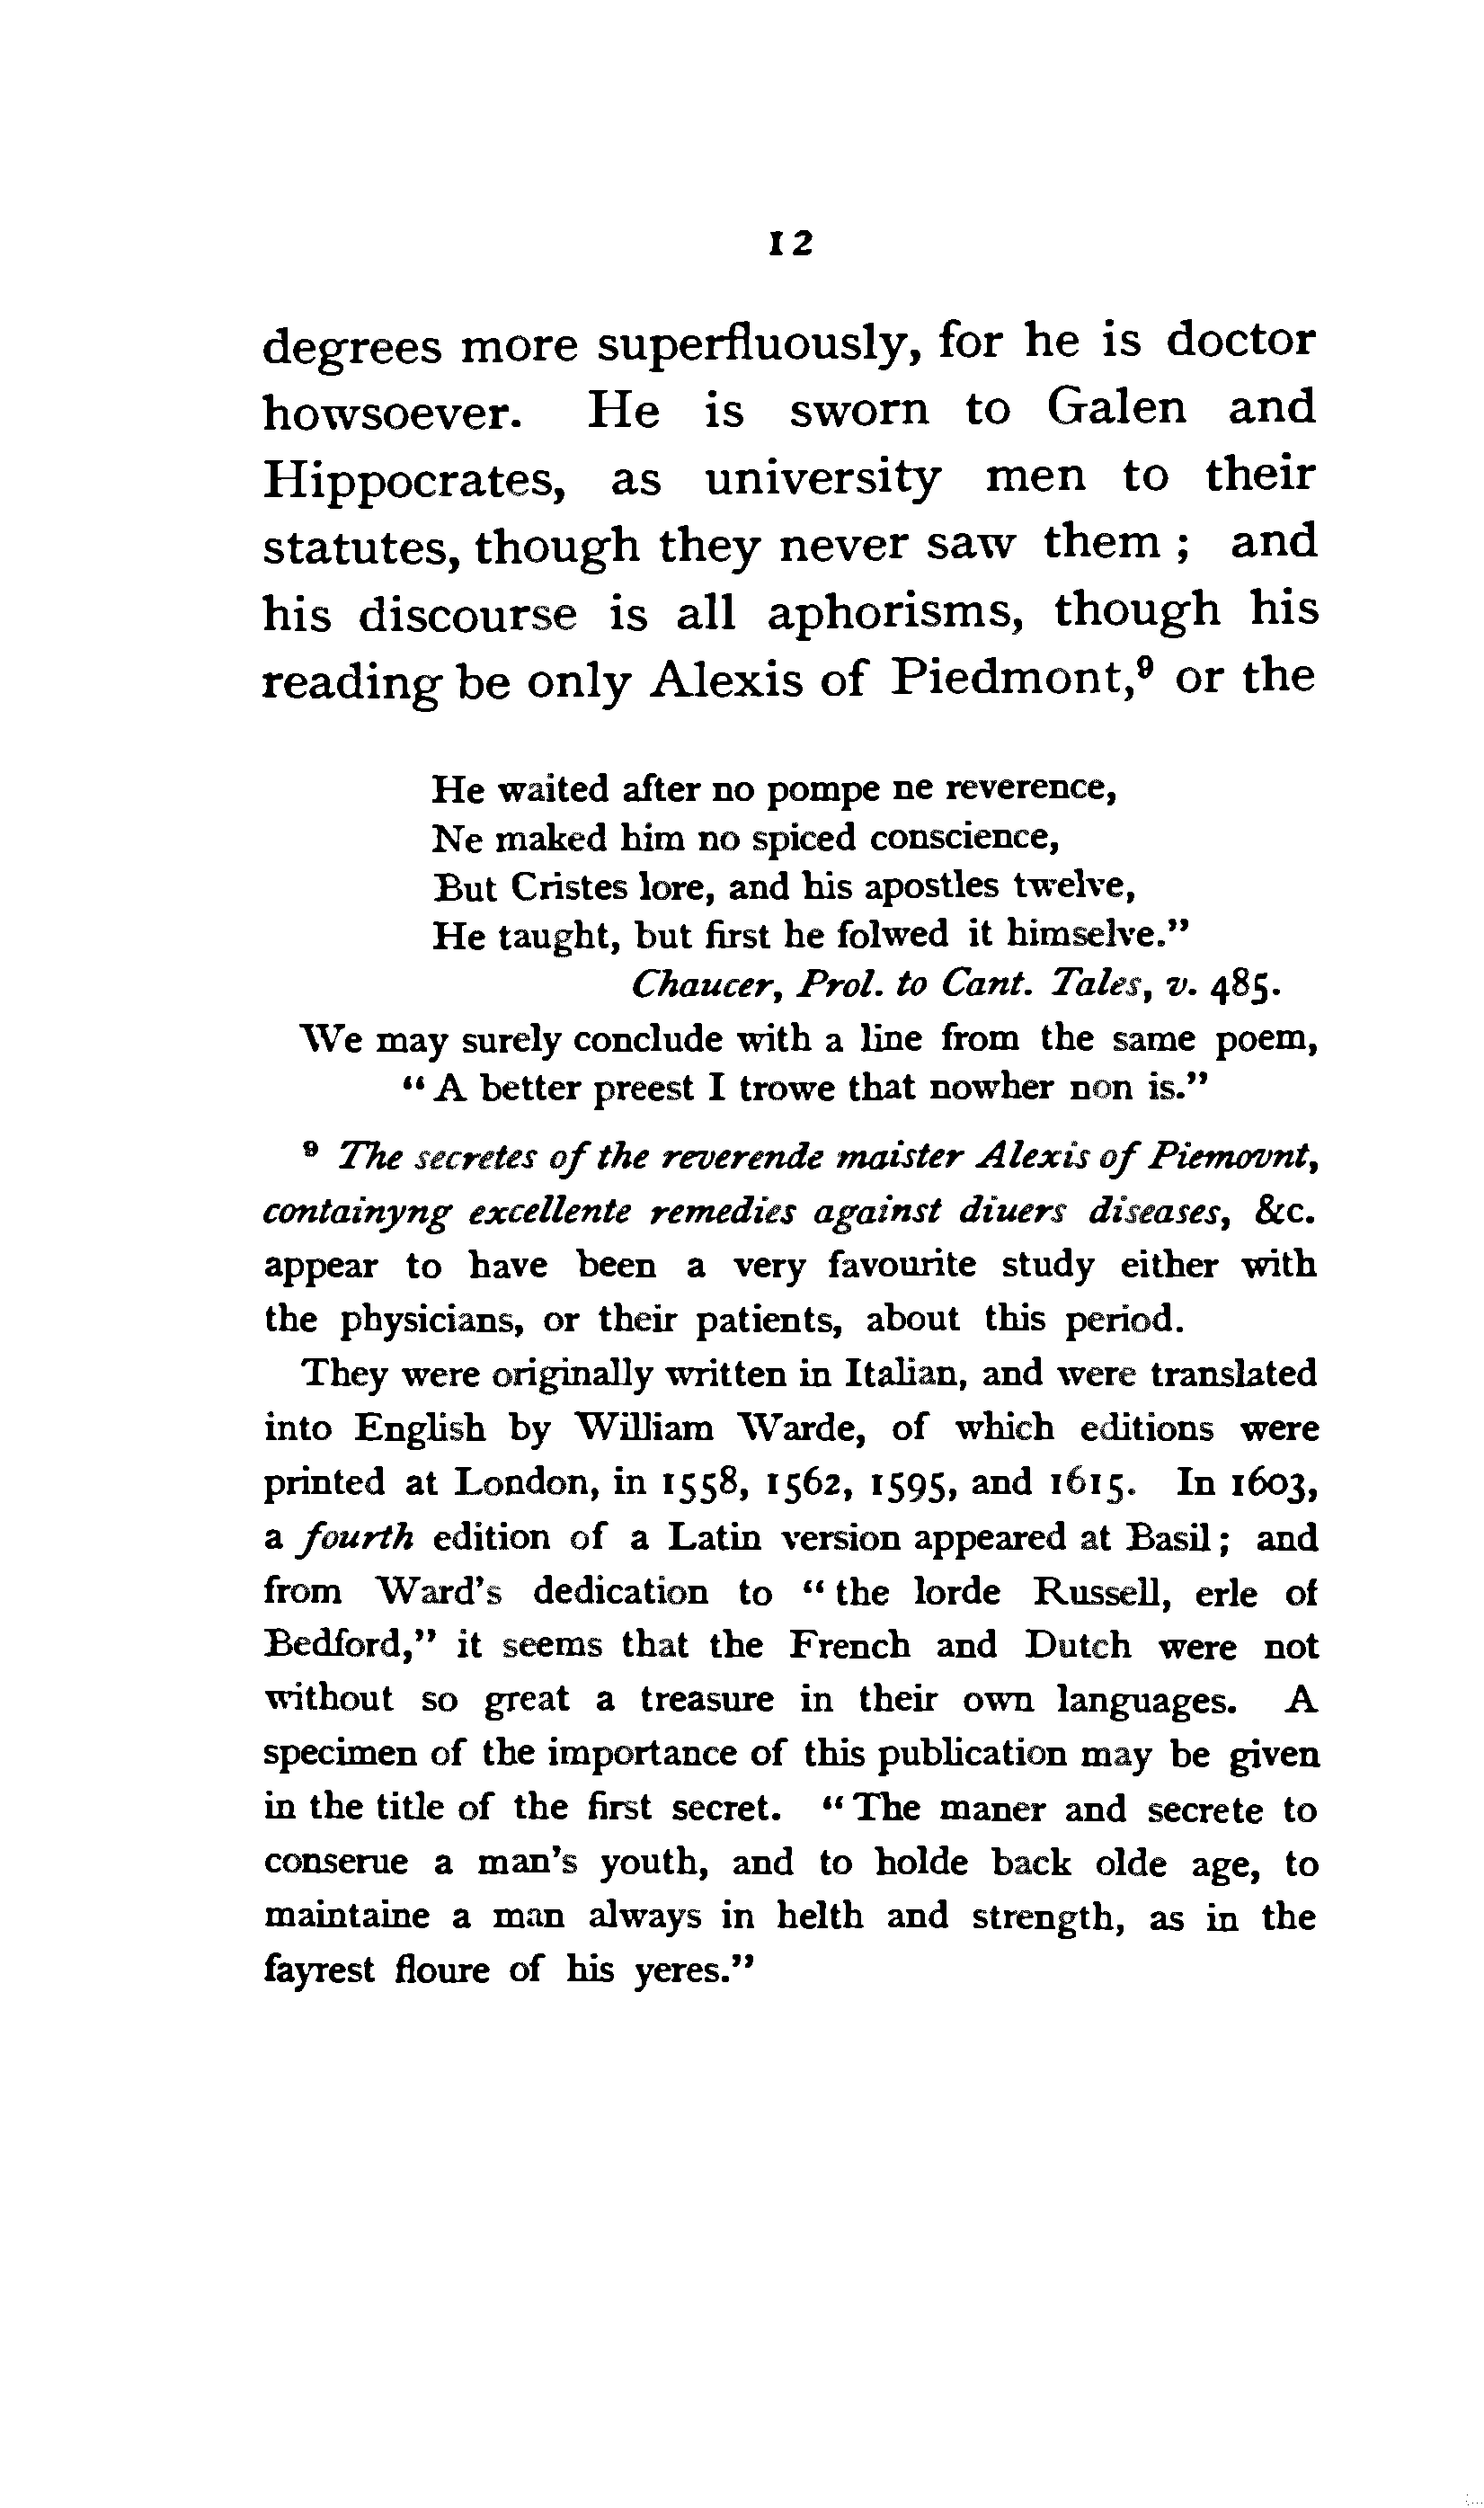 12
degrees more superfluously, for he is doctor
howsoever. He is sworn to Galen and
Hippocrates, as university men to their
statutes, though they never saw them ; and
his discourse is all aphorisms, though his
reading be only Alexis of Piedmont,⁹ or the
He waited after no pompe ne reverence,
Ne maked him no spiced conscience,
But Cristes lore, and his apostles twelve,
He taught, but first he folwed it himselve."
Chaucer, Prol. to Cant. Tales, v. 485.
We may surely conclude with a line from the same poem,
" A better preest I trowe that nowher non is."
⁹ The secretes of the reverende maister Alexis of Piemovnt,
containyng excellente remedies against diuers diseases, &c.
appear to have been a very favourite study either with
the physicians, or their patients, about this period.
They were originally written in Italian, and were translated
into English by William Warde, of which editions were
printed at London, in 1558, 1562, 1595, and 1615. In 1603,
a fourth edition of a Latin version appeared at Basil ; and
from Ward's dedication to " the lorde Russell, erle of
Bedford," it seems that the French and Dutch were not
without so great a treasure in their own languages. A
specimen of the importance of this publication may be given
in the title of the first secret. " The maner and secrete to
conserue a man's youth, and to holde back olde age, to
maintaine a man always in helth and strength, as in the
fayrest floure of his yeres."